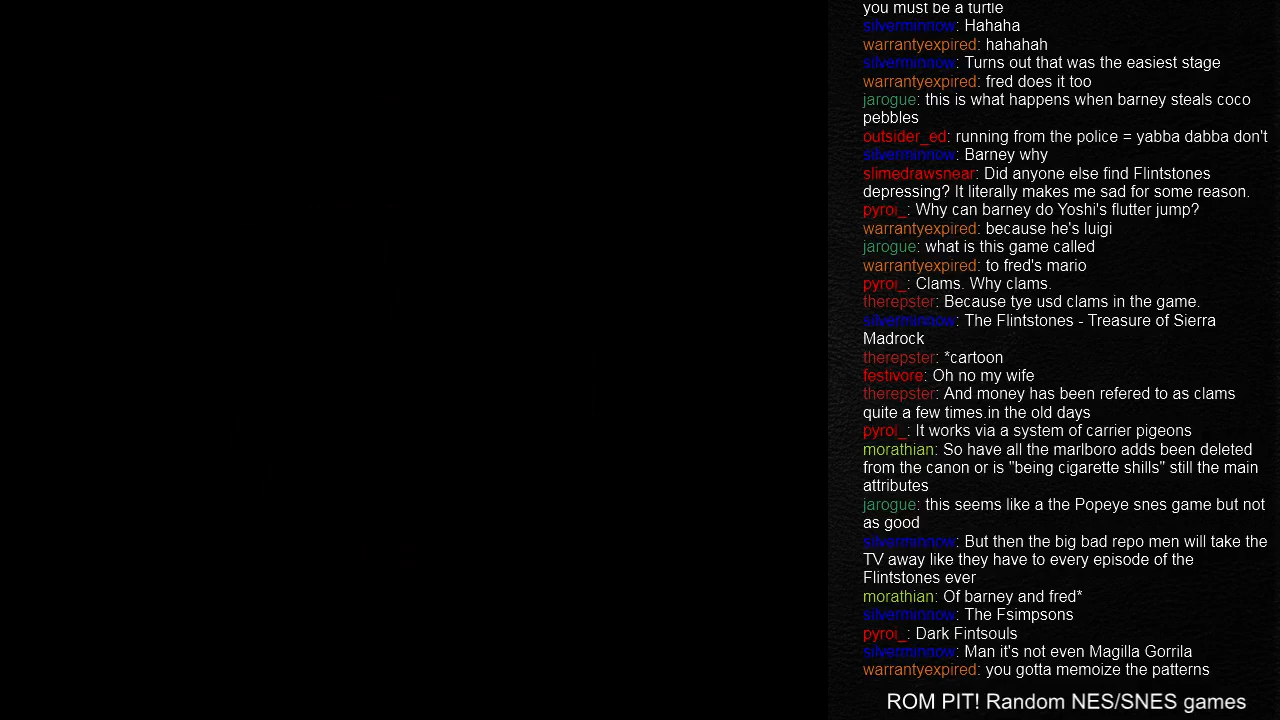 you must be a turtle
silverminnow: Hahaha
warrantyexpired: hahahah
silverminnow: Turns out that was the easiest stage
warrantyexpired: fred does it too
jarogue: this is what happens when barney steals coco
pebbles
outsider_ed: running from the police = yabba dabba don't
silverminnow: Barney why
slimedrawsnear: Did anyone else find Flintstones
depressing? It literally makes me sad for some reason.
pyroi_: Why can barney do Yoshi's flutter jump?
warrantyexpired: because he's luigi
jarogue: what is this game called
warrantyexpired: to fred's mario
pyroi_: Clams. Why clams.
therepster: Because tye usd clams in the game.
silverminnow: The Flintstones - Treasure of Sierra
Madrock
therepster: *cartoon
festivore: Oh no my wife
therepster: And money has been refered to as clams
quite a few times.in the old days
pyroi_: It works via a system of carrier pigeons
morathian: So have all the marlboro adds been deleted
from the canon or is "being cigarette shills" still the main
attributes
jarogue: this seems like a the Popeye snes game but not
as good
silverminnow: But then the big bad repo men will take the
TV away like they have to every episode of the
Flintstones ever
morathian: Of barney and fred*
silverminnow: The Fsimpsons
pyroi_: Dark Fintsouls
silverminnow: Man it's not even Magilla Gorrila
warrantyexpired: you gotta memoize the patterns
ROM PIT! Random NES/SNES games